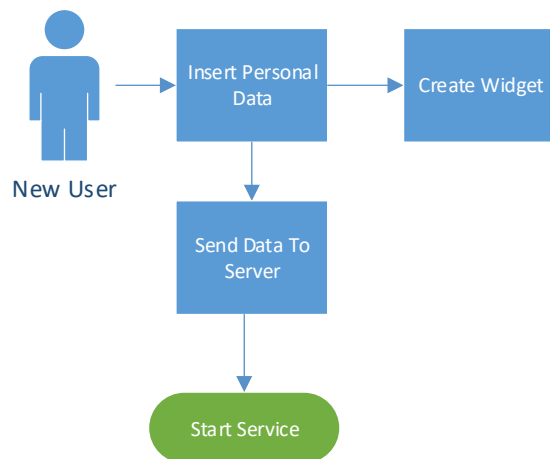 Insert Personal
Data
Create Widget
New User
Send Data To
Server
Start Service